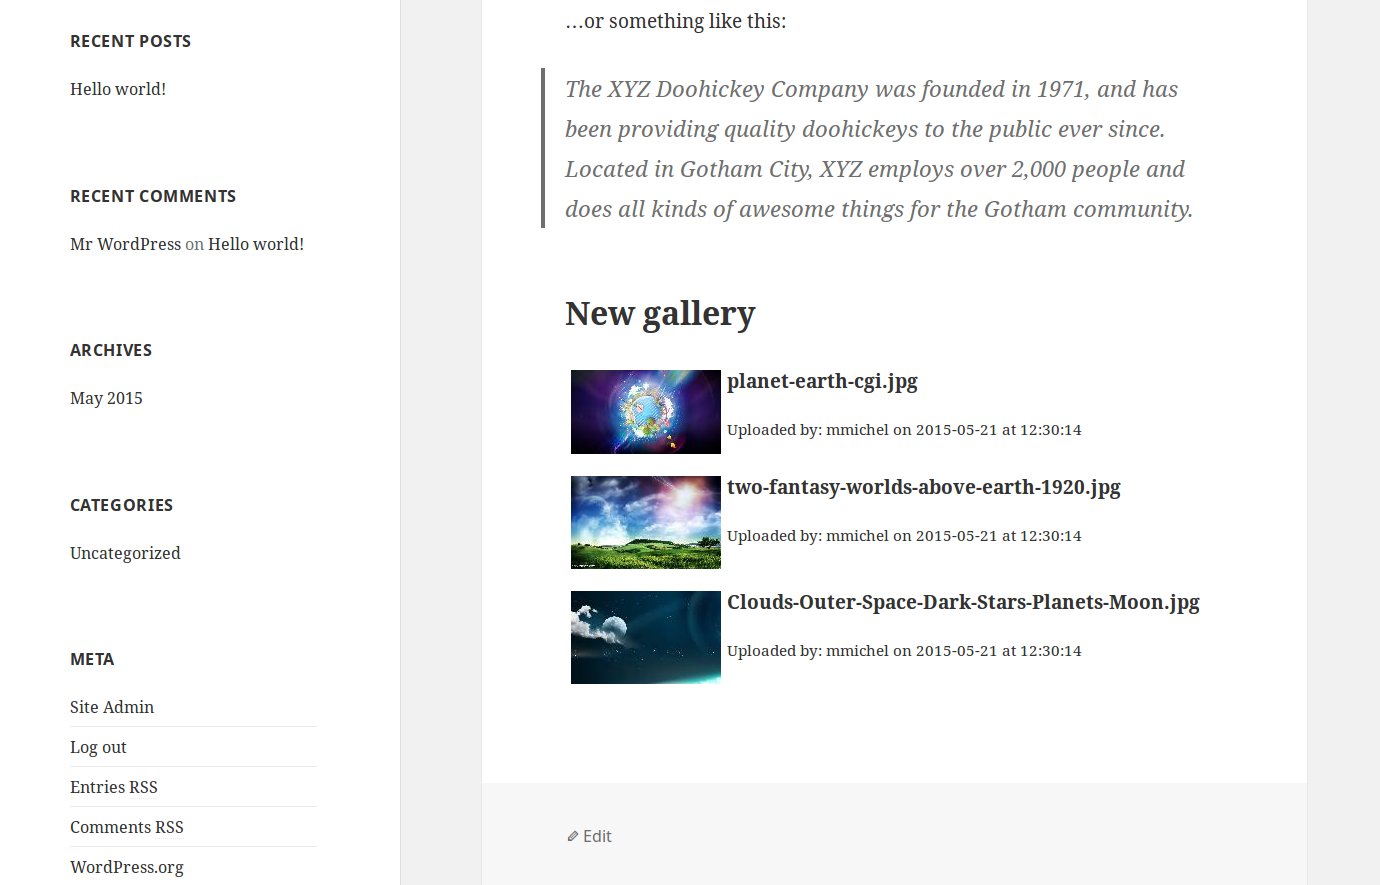 RECENT POSTS
Hello world!
RECENT COMMENTS
Mr WordPress on Hello world!
ARCHIVES
May 2015
CATEGORIES
Uncategorized
META
Site Admin
Log out
Entries RSS
Comments RSS
WordPress.org
…or something like this:
The XYZ Doohickey Company was founded in 1971, and has
been providing quality doohickeys to the public ever since.
Located in Gotham City, XYZ employs over 2,000 people and
does all kinds of awesome things for the Gotham community.
New gallery
planet-earth-cgi.jpg
Uploaded by: mmichel on 2015-05-21 at 12:30:14
two-fantasy-worlds-above-earth-1920.jpg
Uploaded by: mmichel on 2015-05-21 at 12:30:14
Clouds-Outer-Space-Dark-Stars-Planets-Moon.jpg
Uploaded by: mmichel on 2015-05-21 at 12:30:14
Edit